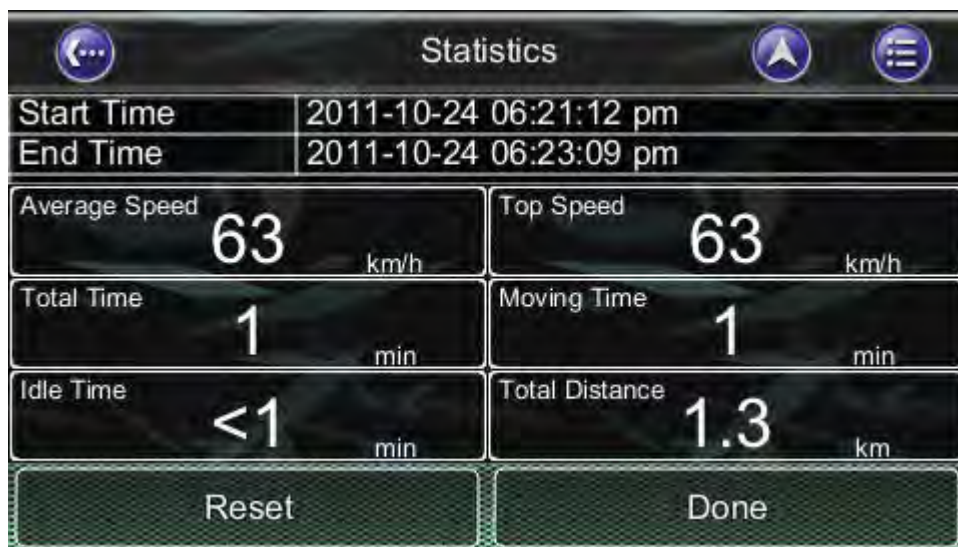 Statistics
Start Time 2011-10-24 06:21:12 pm
End Time 2011-10-24 06:23:09 pm
Average Speed 63 km/h
Top Speed 63 km/h
Total Time 1 min
Moving Time 1 min
Idle Time <1 min
Total Distance 1.3 km
Reset Done